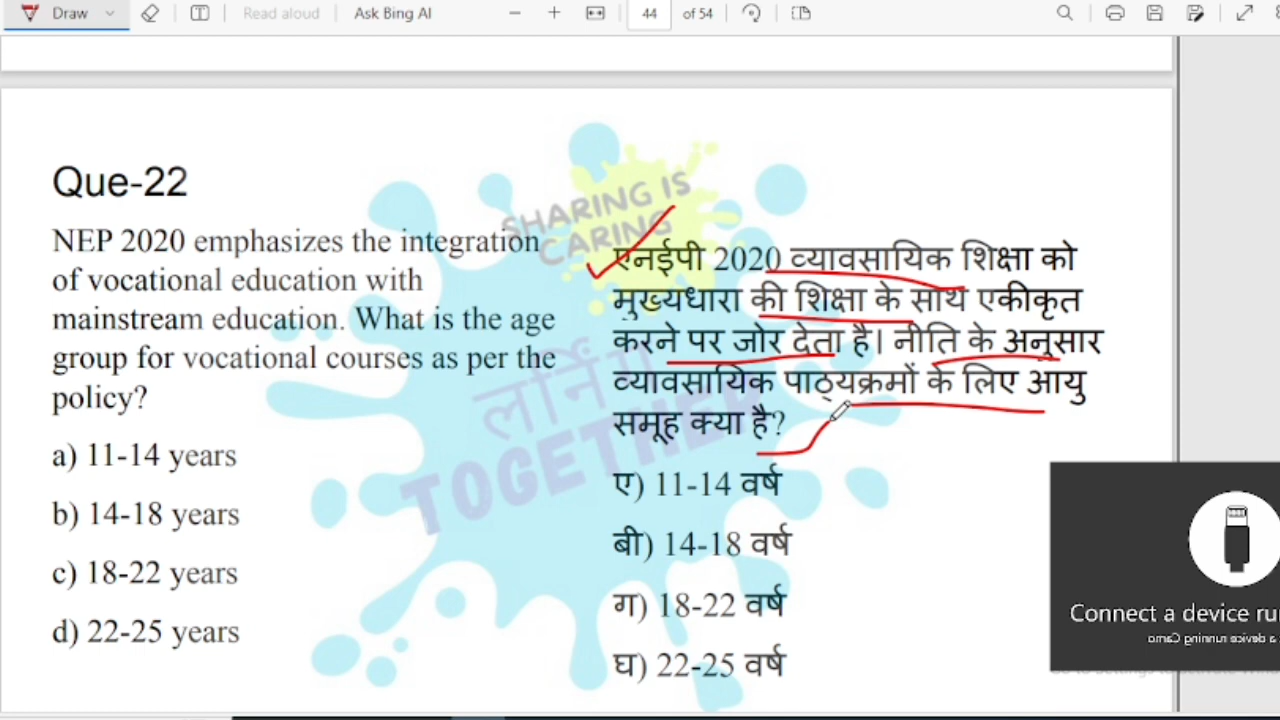 Draw
Read aloud
Ask Bing AI
44 of 54
Que-22
NEP 2020 emphasizes the integration
of vocational education with
mainstream education. What is the age
group for vocational courses as per the
policy?
a) 11-14 years
b) 14-18 years
c) 18-22 years
d) 22-25 years
SHARING IS
CARING
लर्निंग
TOGETHER
एनईपी 2020 व्यावसायिक शिक्षा को
मुख्यधारा की शिक्षा के साथ एकीकृत
करने पर जोर देता है। नीति के अनुसार
व्यावसायिक पाठ्यक्रमों के लिए आयु
समूह क्या है?
ए) 11-14 वर्ष
बी) 14-18 वर्ष
ग) 18-22 वर्ष
घ) 22-25 वर्ष
Connect a device
a device running Camo